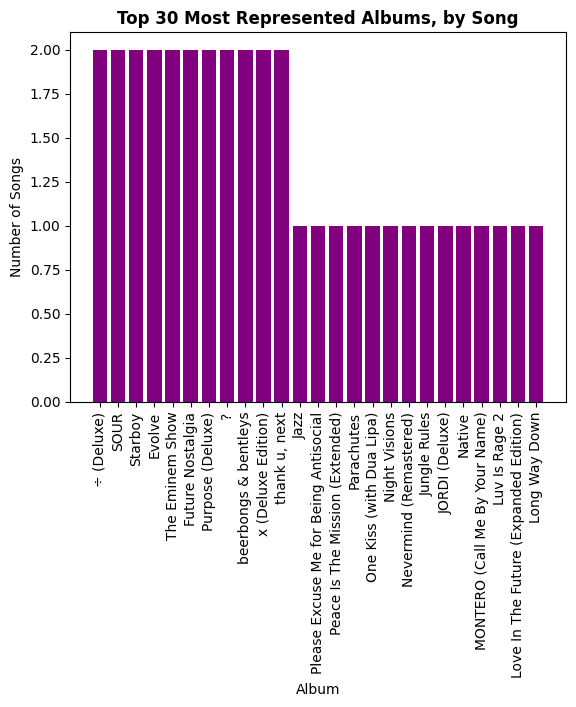 Top 30 Most Represented Albums, by Song
Number of Songs
2.00
1.75
1.50
1.25
1.00
0.75
0.50
0.25
0.00
÷ (Deluxe)
SOUR
Starboy
Evolve
The Eminem Show
Future Nostalgia
Purpose (Deluxe)
?
beerbongs & bentleys
x (Deluxe Edition)
thank u, next
Jazz
Please Excuse Me for Being Antisocial
Peace Is The Mission (Extended)
Parachutes
One Kiss (with Dua Lipa)
Night Visions
Nevermind (Remastered)
Jungle Rules
JORDI (Deluxe)
Native
MONTERO (Call Me By Your Name)
Luv Is Rage 2
Love In The Future (Expanded Edition)
Long Way Down
Album